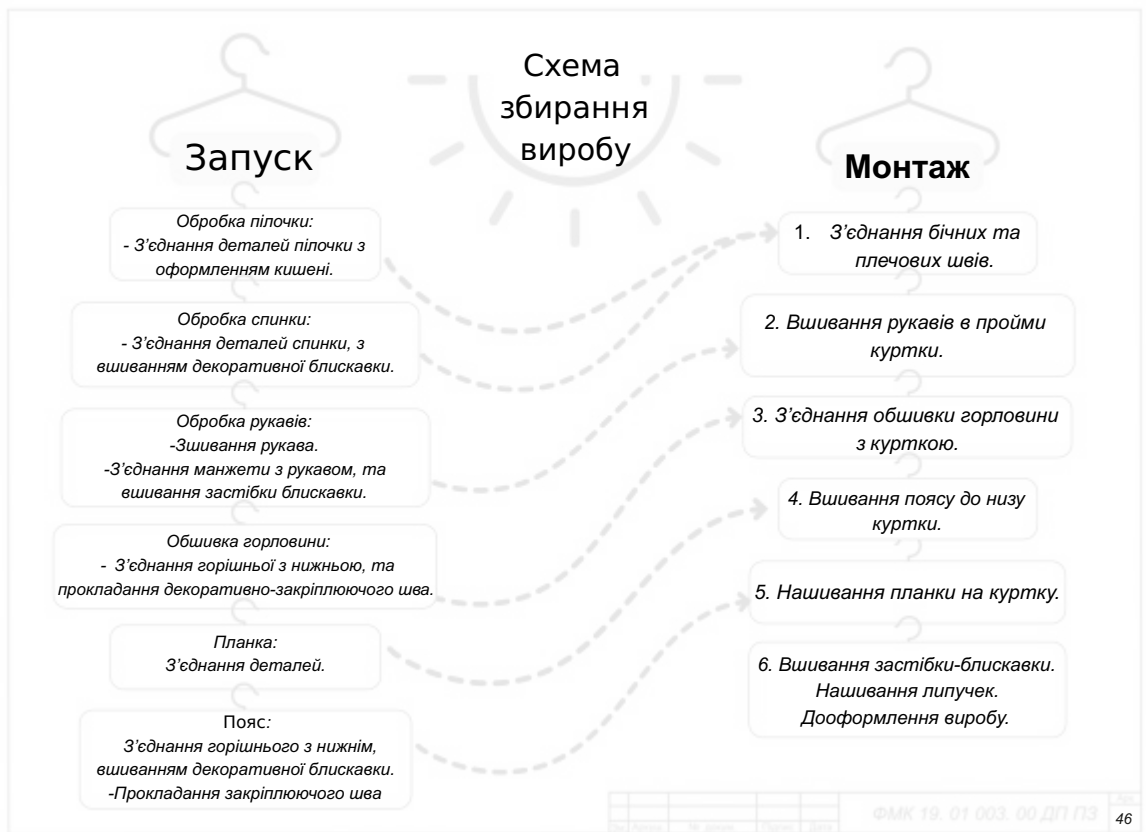 Схема
збирання
виробу
Запуск
Обробка пілочки:
- З’єднання деталей пілочки з
оформленням кишені.
Обробка спинки:
- З’єднання деталей спинки, з
вшиванням декоративної блискавки.
Обробка рукавів:
-Зшивання рукава.
-З’єднання манжети з рукавом, та
вшивання застібки блискавки.
Обшивка горловини:
- З’єднання горішньої з нижньою, та
прокладання декоративно-закріплюючого шва.
Планка:
З’єднання деталей.
Пояс:
З’єднання горішнього з нижнім,
вшиванням декоративної блискавки.
-Прокладання закріплюючого шва
Монтаж
1. З’єднання бічних та
плечових швів.
2. Вшивання рукавів в пройми
куртки.
3. З’єднання обшивки горловини
з курткою.
4. Вшивання поясу до низу
куртки.
5. Нашивання планки на куртку.
6. Вшивання застібки-блискавки.
Нашивання липучек.
Дооформлення виробу.
ФМК 19. 01 003. 00 ДП ПЗ
46